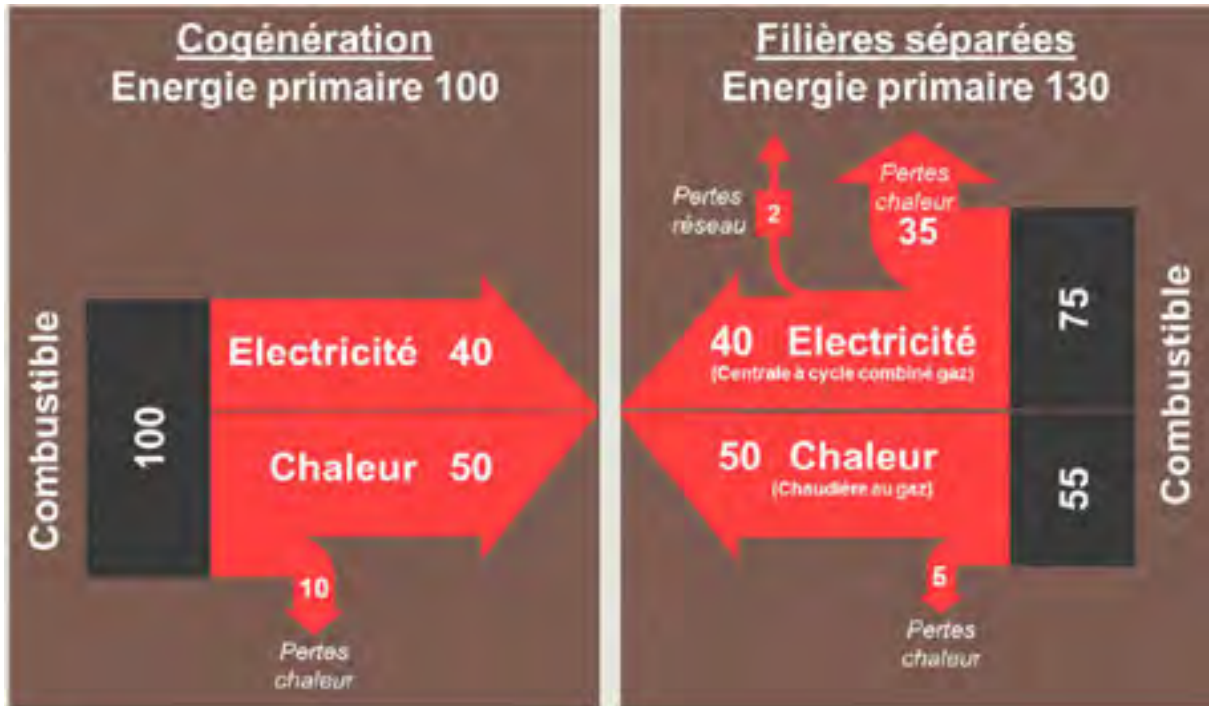 Cogénération
Energie primaire 100
Combustible
100
Electricité 40
Chaleur 50
10
Pertes
chaleur
Filières séparées
Energie primaire 130
Pertes
réseau
2
Pertes
chaleur
35
40 Electricité
(Centrale à cycle combiné gaz)
75
50 Chaleur
(Chaudière au gaz)
55
Combustible
5
Pertes
chaleur